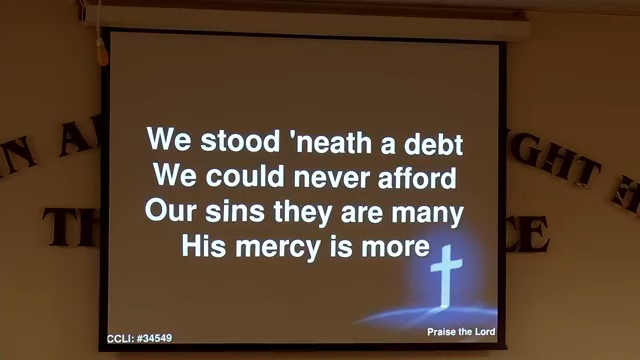 We stood 'neath a debt
We could never afford
Our sins they are many
His mercy is more
CCLI: #34549
Praise the Lord